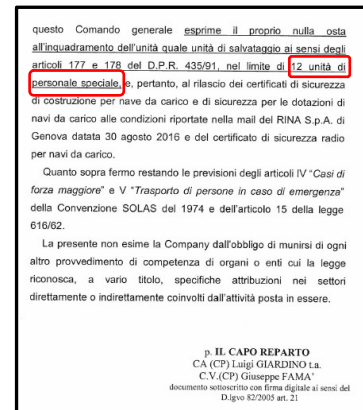 questo Comando generale esprime il proprio nulla osta
all'inquadramento dell'unità quale unità di salvataggio ai sensi degli
articoli 177 e 178 del D.P.R. 435/91, nel limite di 12 unità di
personale speciale, e, pertanto, al rilascio dei certificati di sicurezza
di costruzione per nave da carico e di sicurezza per le dotazioni di
navi da carico alle condizioni riportate nella mail del RINA S.p.A. di
Genova datata 30 agosto 2016 e del certificato di sicurezza radio
per navi da carico.
Quanto sopra fermo restando le previsioni degli articoli IV "Casi di
forza maggiore" e V "Trasporto di persone in caso di emergenza"
della Convenzione SOLAS del 1974 e dell'articolo 15 della legge
616/62.
La presente non esime la Company dall'obbligo di munirsi di ogni
altro provvedimento di competenza di organi o enti cui la legge
riconosca, a vario titolo, specifiche attribuzioni nei settori
direttamente o indirettamente coinvolti dall'attività posta in essere.
p. IL CAPO REPARTO
CA (CP) Luigi GIARDINO t.a.
C.V.(CP) Giuseppe FAMA'
documento sottoscritto con firma digitale ai sensi del
D.lgvo 82/2005 art. 21